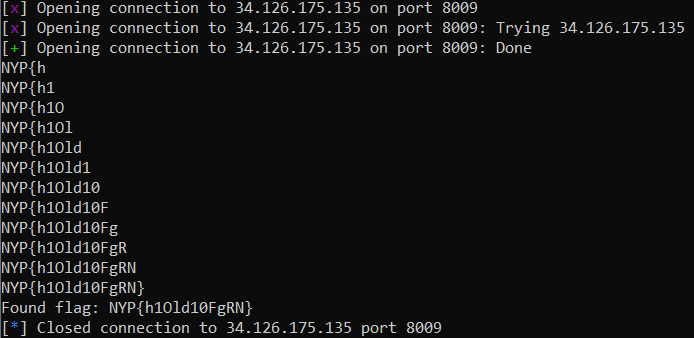 [x] Opening connection to 34.126.175.135 on port 8009
[x] Opening connection to 34.126.175.135 on port 8009: Trying 34.126.175.135
[+] Opening connection to 34.126.175.135 on port 8009: Done
NYP{h
NYP{h1
NYP{h1O
NYP{h1Ol
NYP{h1Old
NYP{h1Old1
NYP{h1Old10
NYP{h1Old10F
NYP{h1Old10Fg
NYP{h1Old10FgR
NYP{h1Old10FgRN
NYP{h1Old10FgRN}
Found flag: NYP{h1Old10FgRN}
[*] Closed connection to 34.126.175.135 port 8009